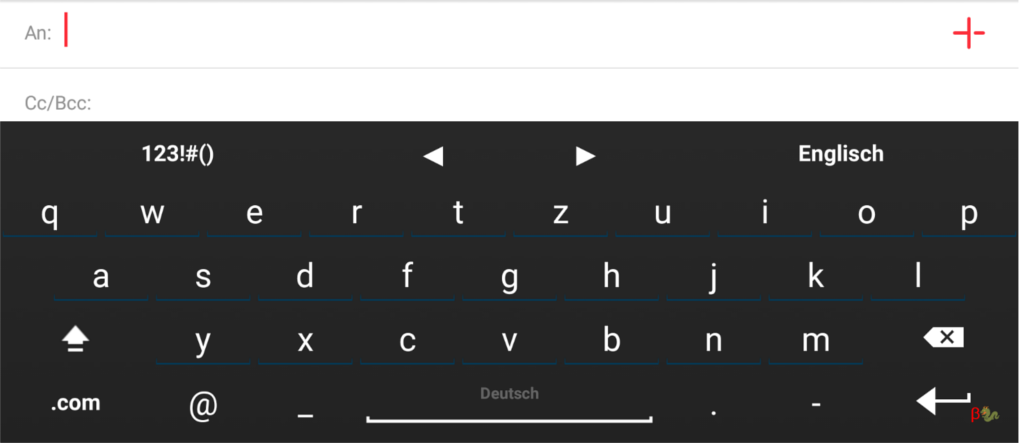 An:
Cc/Bcc:
123!#() Englisch
q w e r t z u i o p
a s d f g h j k l
y x c v b n m
Deutsch
.com @ _ . -
β